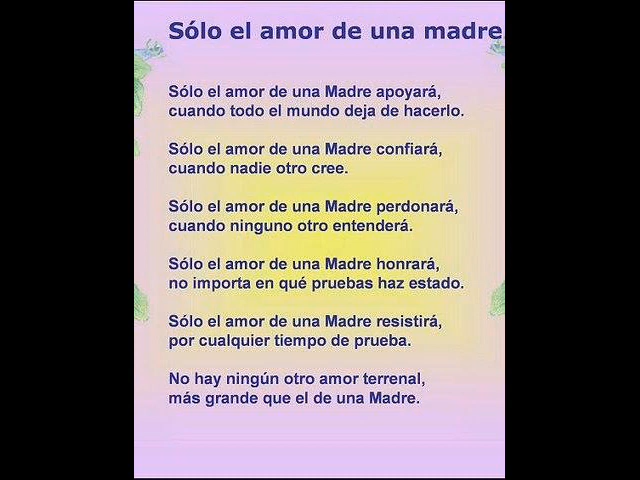 Sólo el amor de una madre
Sólo el amor de una Madre apoyará,
cuando todo el mundo deja de hacerlo.
Sólo el amor de una Madre confiará,
cuando nadie otro cree.
Sólo el amor de una Madre perdonará,
cuando ninguno otro entenderá.
Sólo el amor de una Madre honrará,
no importa en qué pruebas haz estado.
Sólo el amor de una Madre resistirá,
por cualquier tiempo de prueba.
No hay ningún otro amor terrenal,
más grande que el de una Madre.